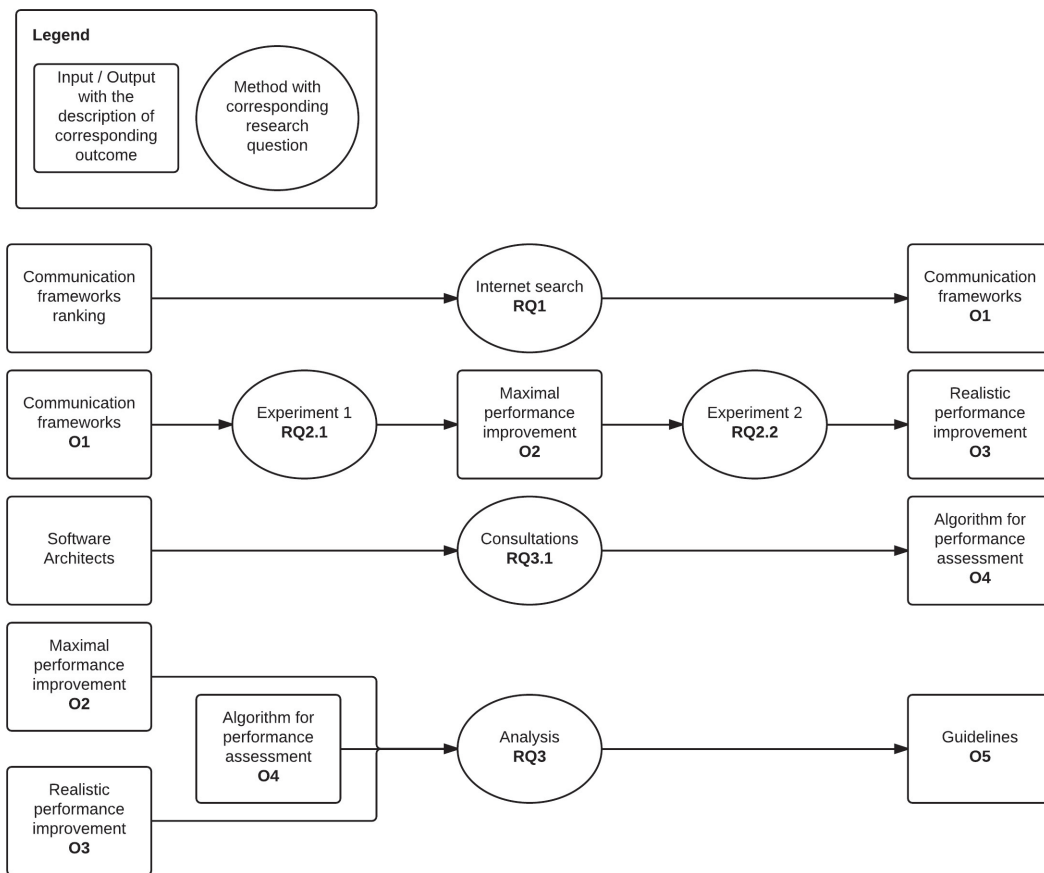 Legend
Input / Output
with the
description of
corresponding
outcome
Method with
corresponding
research
question
Communication
frameworks
ranking
Internet search
RQ1
Communication
frameworks
O1
Communication
frameworks
O1
Experiment 1
RQ2.1
Maximal
performance
improvement
O2
Experiment 2
RQ2.2
Realistic
performance
improvement
O3
Software
Architects
Consultations
RQ3.1
Algorithm for
performance
assessment
O4
Maximal
performance
improvement
O2
Algorithm for
performance
assessment
O4
Realistic
performance
improvement
O3
Analysis
RQ3
Guidelines
O5